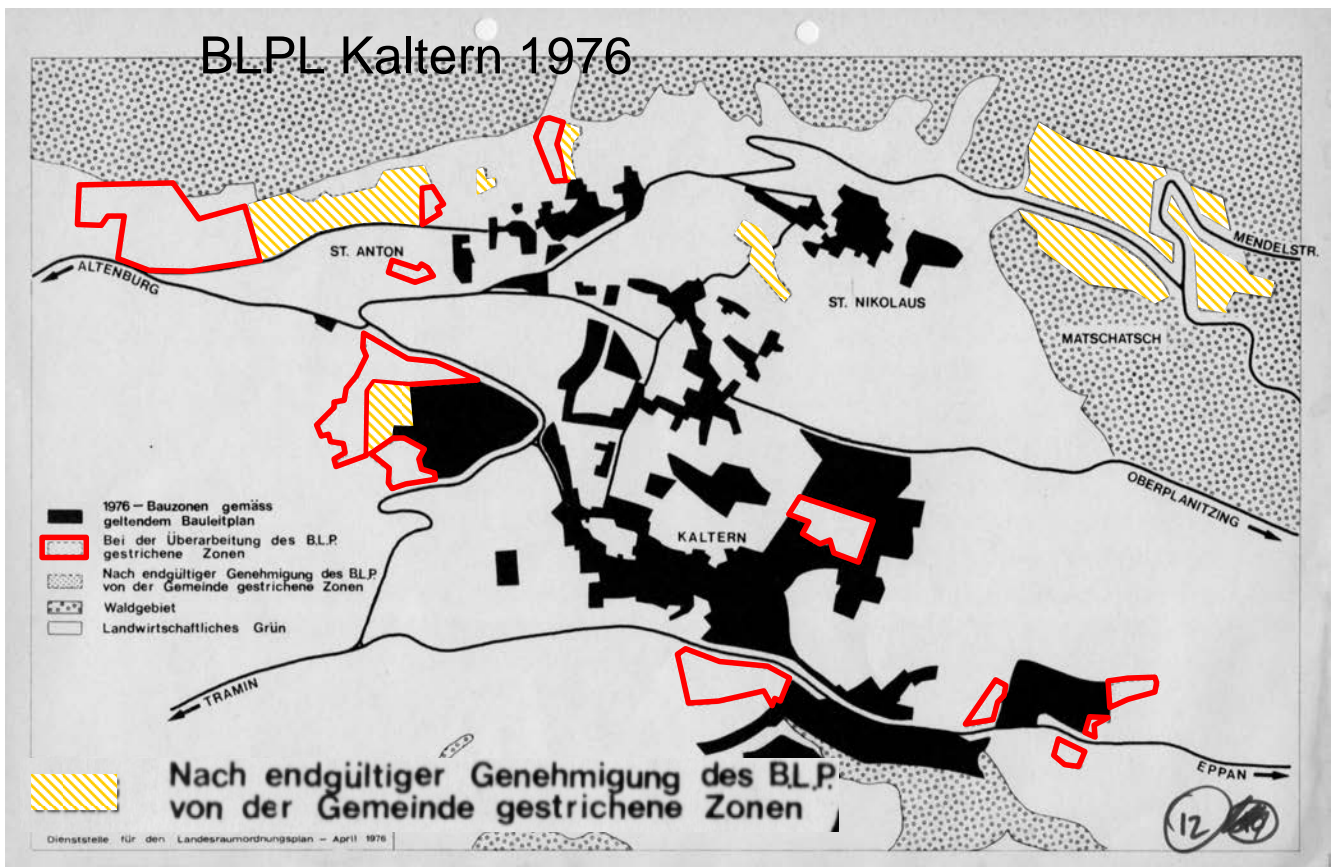 BLPL Kaltern 1976
MENDELSTR.
ST. ANTON
ALTENBURG
ST. NIKOLAUS
MATSCHATSCH
OBERPLANITZING
1976 — Bauzonen gemäss
geltendem Bauleitplan
Bei der Überarbeitung des B.L.P.
gestrichene Zonen
Nach endgültiger Genehmigung des B.L.P.
von der Gemeinde gestrichene Zonen
Waldgebiet
Landwirtschaftliches Grün
KALTERN
TRAMIN
EPPAN
Nach endgültiger Genehmigung des B.L.P.
von der Gemeinde gestrichene Zonen
12
Dienststelle für den Landesraumordnungsplan — April 1976